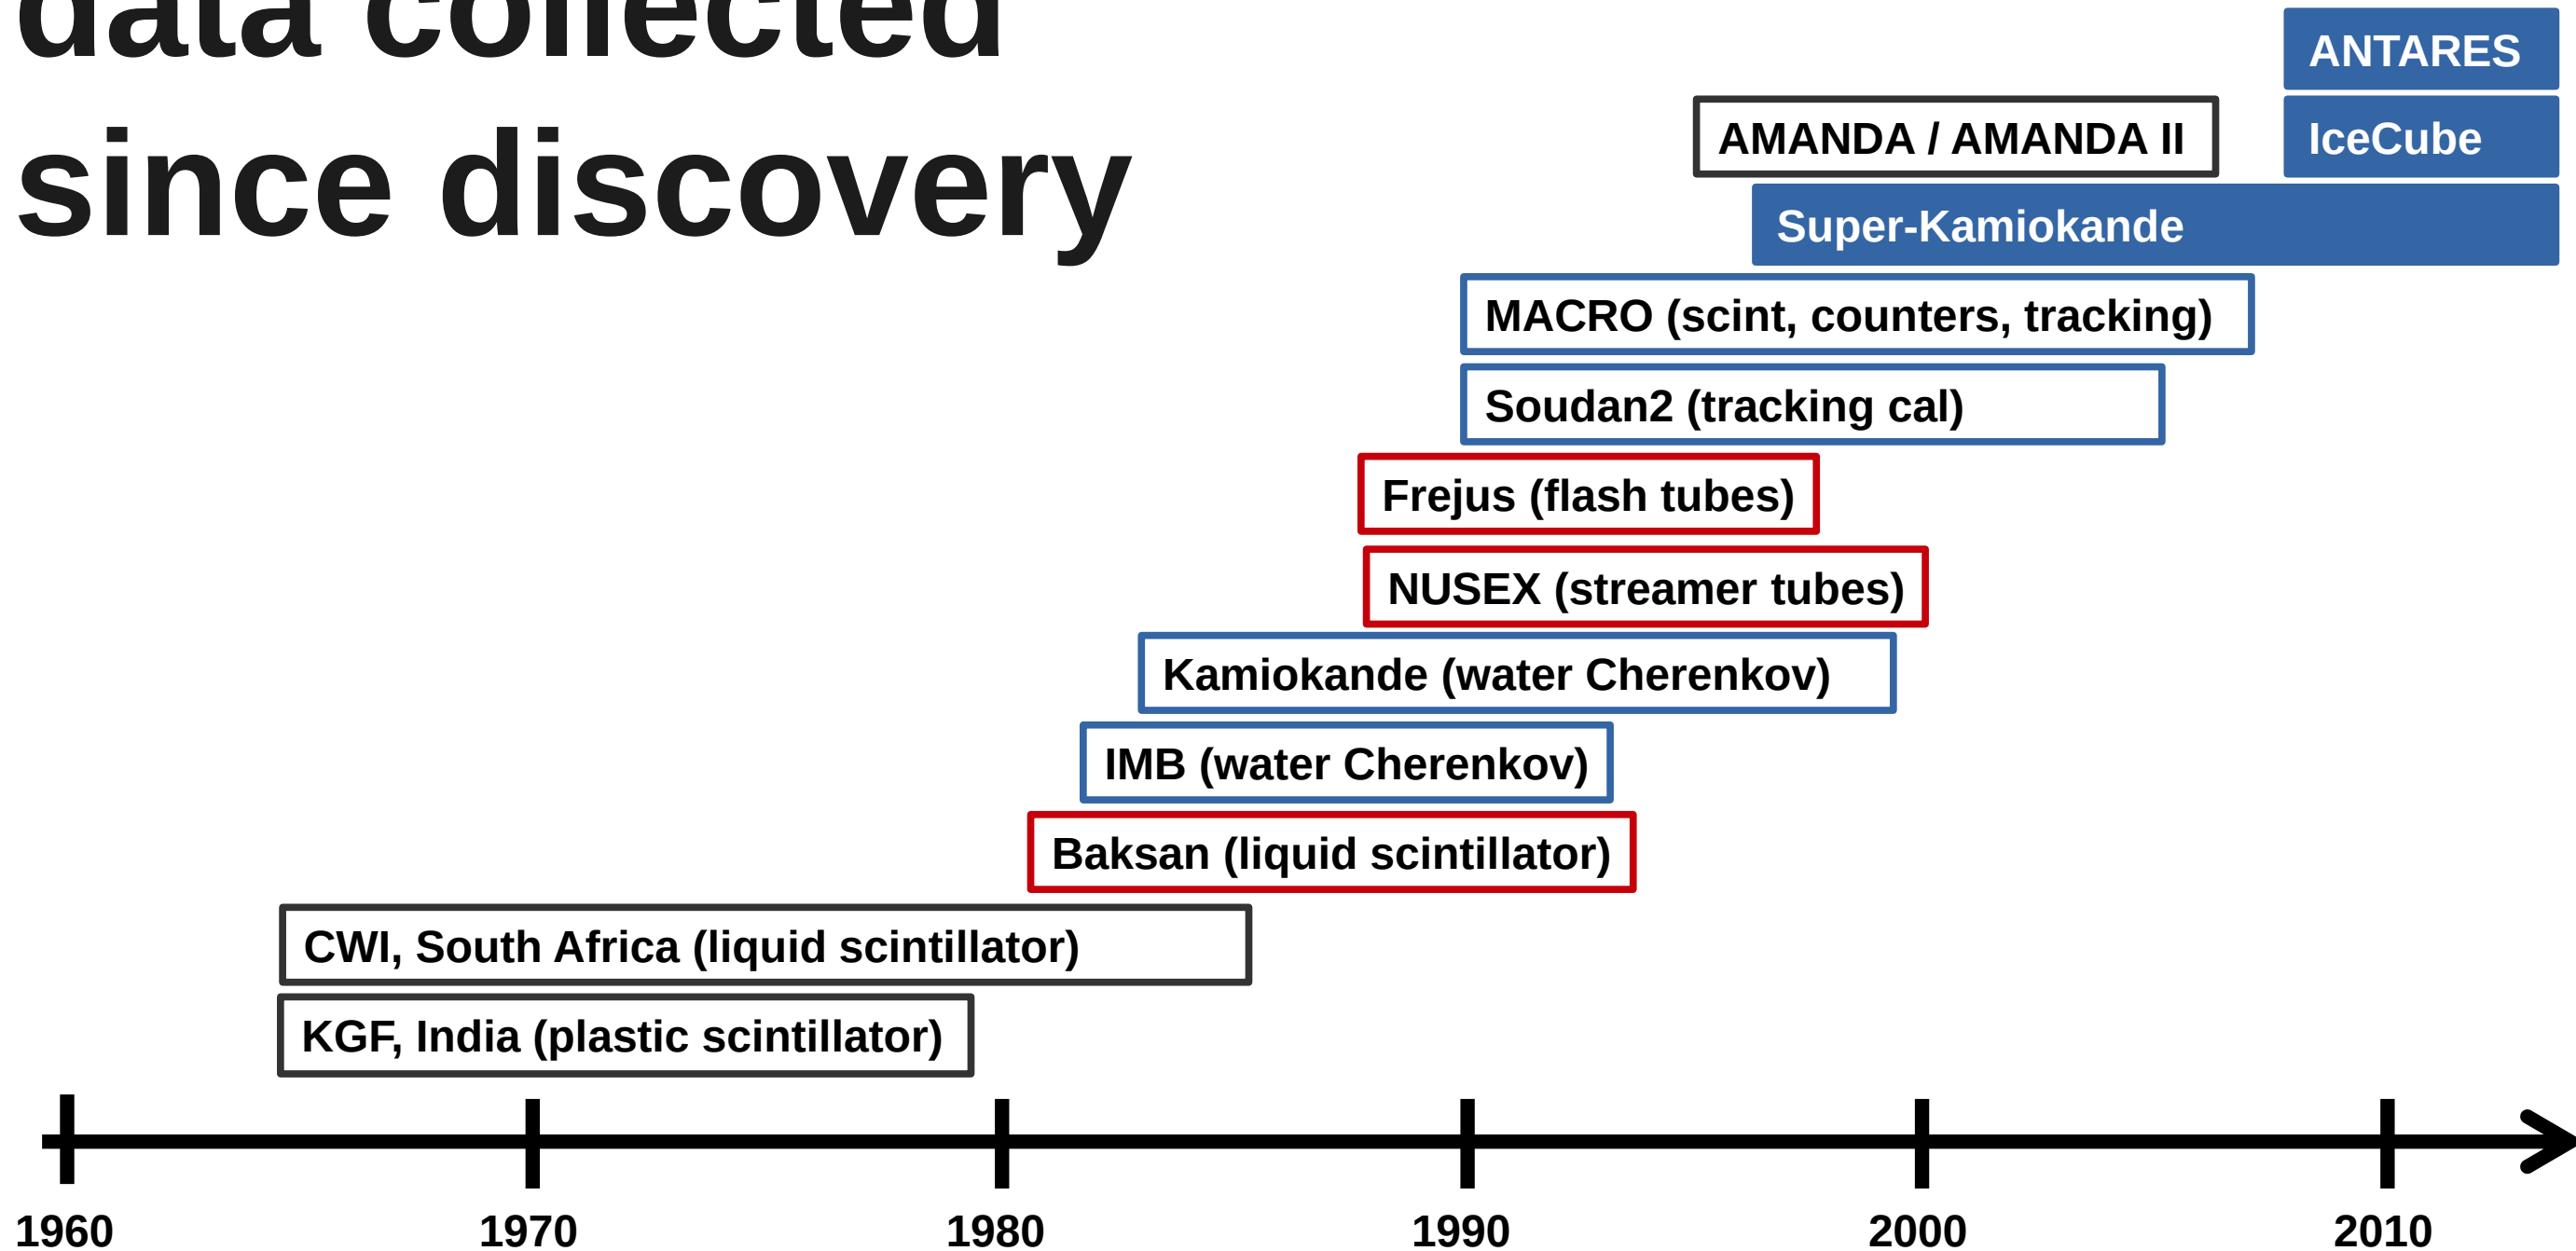 data collected
since discovery
ANTARES
AMANDA / AMANDA II
IceCube
Super-Kamiokande
MACRO (scint, counters, tracking)
Soudan2 (tracking cal)
Frejus (flash tubes)
NUSEX (streamer tubes)
Kamiokande (water Cherenkov)
IMB (water Cherenkov)
Baksan (liquid scintillator)
CWI, South Africa (liquid scintillator)
KGF, India (plastic scintillator)
1960 1970 1980 1990 2000 2010